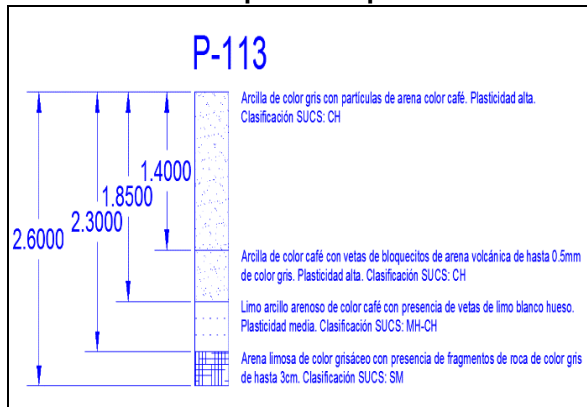 P-113
Arcilla de color gris con partículas de arena color café. Plasticidad alta.
Clasificación SUCS: CH
1.4000
1.8500
2.3000
2.6000
Arcilla de color café con vetas de bloquecitos de arena volcánica de hasta 0.5mm
de color gris. Plasticidad alta. Clasificación SUCS: CH
Limo arcillo arenoso de color café con presencia de vetas de limo blanco hueso.
Plasticidad media. Clasificación SUCS: MH-CH
Arena limosa de color grisáceo con presencia de fragmentos de roca de color gris
de hasta 3cm. Clasificación SUCS: SM